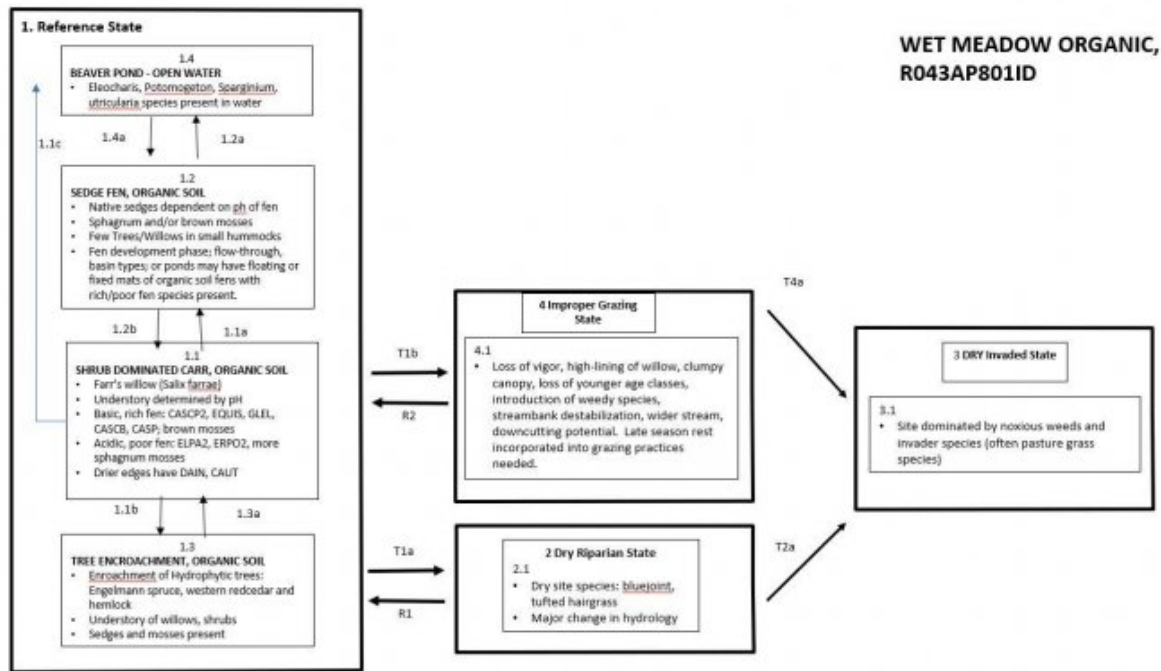 1. Reference State
WET MEADOW ORGANIC,
R043AP801ID
1.4
BEAVER POND - OPEN WATER
• Eleocharis, Potomogeton, Sparginium,
utricularia species present in water
1.1c
1.4a
1.2a
1.2
SEDGE FEN, ORGANIC SOIL
• Native sedges dependent on ph of fen
• Sphagnum and/or brown mosses
• Few Trees/Willows in small hummocks
• Fen development phase; flow-through,
basin types; or ponds may have floating or
fixed mats of organic soil fens with
rich/poor fen species present.
1.2b
1.1a
1.1
SHRUB DOMINATED CARR, ORGANIC SOIL
• Farr's willow (Salix farrae)
• Understory determined by pH
• Basic, rich fen: CASCP2, EQUIS, GLEL,
CASCB, CASP; brown mosses
• Acidic, poor fen: ELPA2, ERPO2, more
sphagnum mosses
• Drier edges have DAIN, CAUT
1.1b
1.3a
1.3
TREE ENCROACHMENT, ORGANIC SOIL
• Enroachment of Hydrophytic trees:
Engelmann spruce, western redcedar and
hemlock
• Understory of willows, shrubs
• Sedges and mosses present
T1b
R2
T1a
R1
4 Improper Grazing
State
4.1
• Loss of vigor, high-lining of willow, clumpy
canopy, loss of younger age classes,
introduction of weedy species,
streambank destabilization, wider stream,
downcutting potential. Late season rest
incorporated into grazing practices
needed.
2 Dry Riparian State
2.1
• Dry site species: bluejoint,
tufted hairgrass
• Major change in hydrology
T4a
T2a
3 DRY Invaded State
3.1
• Site dominated by noxious weeds and
invader species (often pasture grass
species)